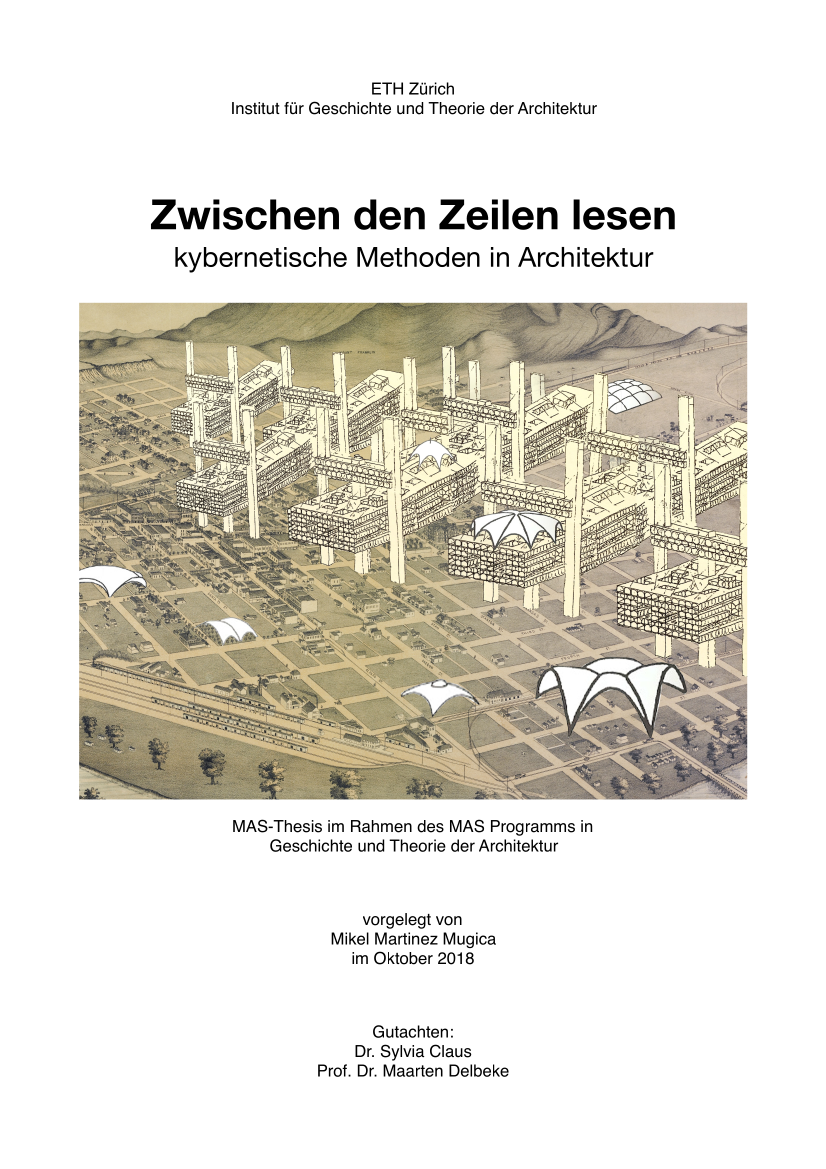 ETH Zürich
Institut für Geschichte und Theorie der Architektur
Zwischen den Zeilen lesen
kybernetische Methoden in Architektur
MAS-Thesis im Rahmen des MAS Programms in
Geschichte und Theorie der Architektur
vorgelegt von
Mikel Martinez Mugica
im Oktober 2018
Gutachten:
Dr. Sylvia Claus
Prof. Dr. Maarten Delbeke